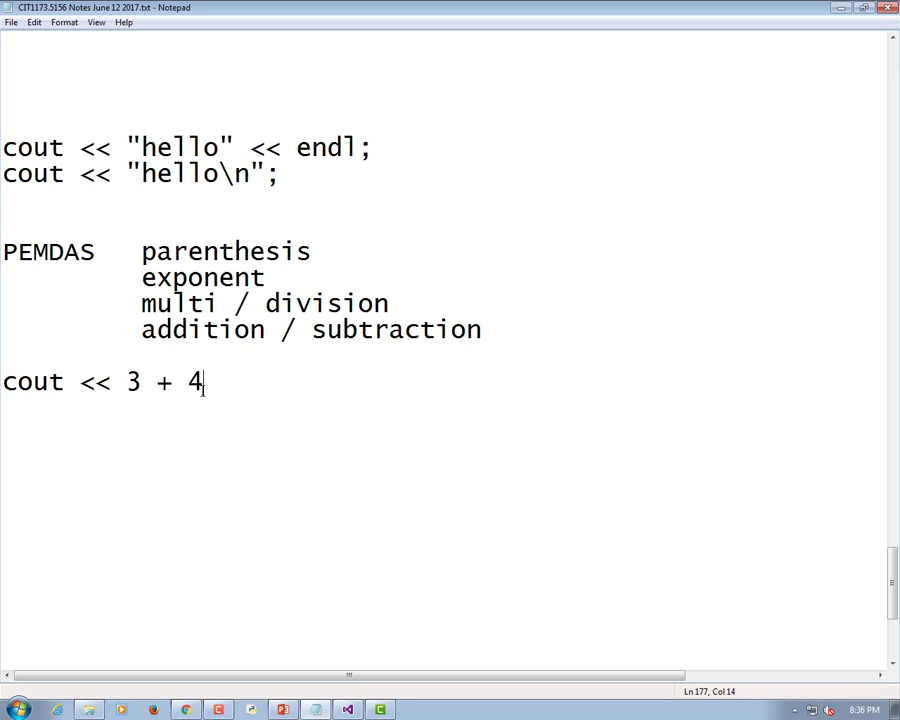 CIT1173.5156 Notes June 12 2017.txt - Notepad
File Edit Format View Help
cout << "hello" << endl;
cout << "hello\n";
PEMDAS parenthesis
exponent
multi / division
addition / subtraction
cout << 3 + 4
Ln 177, Col 14
8:36 PM